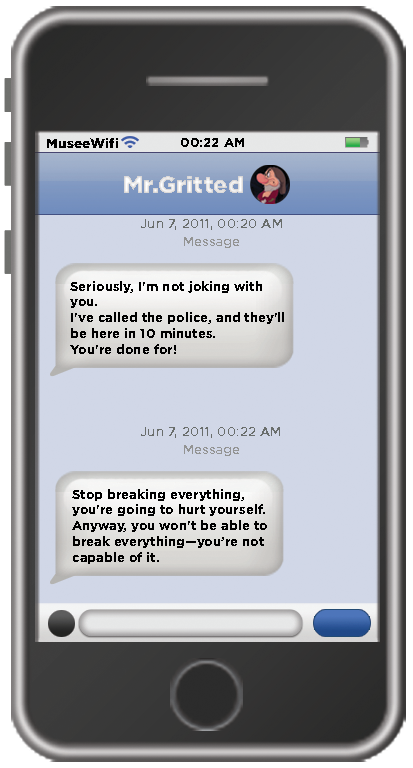 MuseeWifi 00:22 AM
Mr.Gritted
Jun 7, 2011, 00:20 AM
Message
Seriously, I'm not joking with
you.
I've called the police, and they'll
be here in 10 minutes.
You're done for!
Jun 7, 2011, 00:22 AM
Message
Stop breaking everything,
you're going to hurt yourself.
Anyway, you won't be able to
break everything—you're not
capable of it.